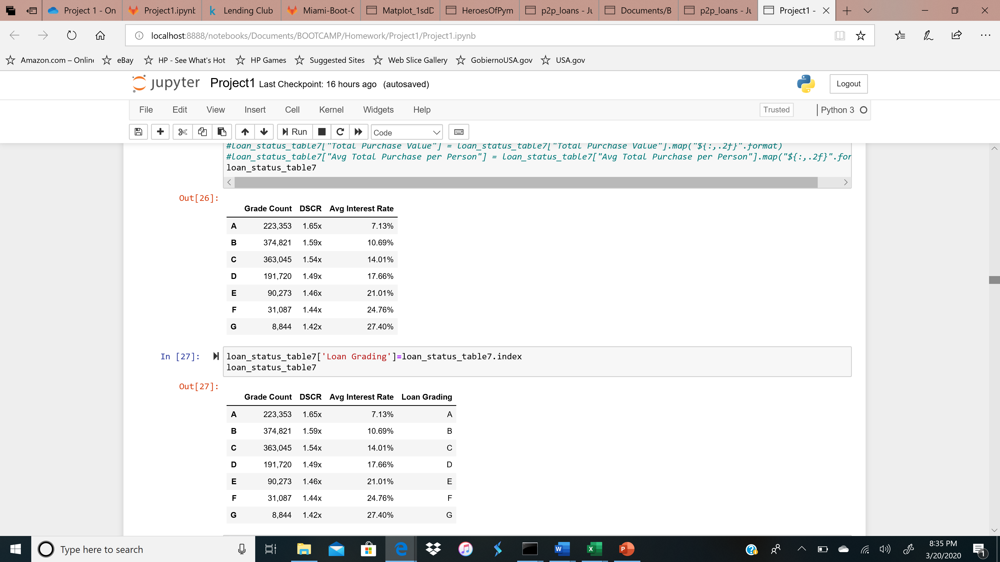 Project 1 - On
Project1.ipynb
Lending Club
Miami-Boot-C
Matplot_1sdD
HeroesOfPym
p2p_loans - Ju
Documents/B
p2p_loans - Ju
Project1 -
localhost:8888/notebooks/Documents/BOOTCAMP/Homework/Project1/Project1.ipynb
Amazon.com – Online eBay HP - See What's Hot HP Games Suggested Sites Web Slice Gallery GobiernoUSA.gov USA.gov
jupyter Project1 Last Checkpoint: 16 hours ago (autosaved) Logout
File Edit View Insert Cell Kernel Widgets Help Trusted Python 3
Run Code
#loan_status_table7["Total Purchase Value"] = loan_status_table7["Total Purchase Value"].map("${:,.2f}".format)
#loan_status_table7["Avg Total Purchase per Person"] = loan_status_table7["Avg Total Purchase per Person"].map("${:,.2f}".for
loan_status_table7
Out[26]:
Grade Count DSCR Avg Interest Rate
A 223,353 1.65x 7.13%
B 374,821 1.59x 10.69%
C 363,045 1.54x 14.01%
D 191,720 1.49x 17.66%
E 90,273 1.46x 21.01%
F 31,087 1.44x 24.76%
G 8,844 1.42x 27.40%
In [27]: loan_status_table7['Loan Grading']=loan_status_table7.index
loan_status_table7
Out[27]:
Grade Count DSCR Avg Interest Rate Loan Grading
A 223,353 1.65x 7.13% A
B 374,821 1.59x 10.69% B
C 363,045 1.54x 14.01% C
D 191,720 1.49x 17.66% D
E 90,273 1.46x 21.01% E
F 31,087 1.44x 24.76% F
G 8,844 1.42x 27.40% G
Type here to search
8:35 PM
3/20/2020
1